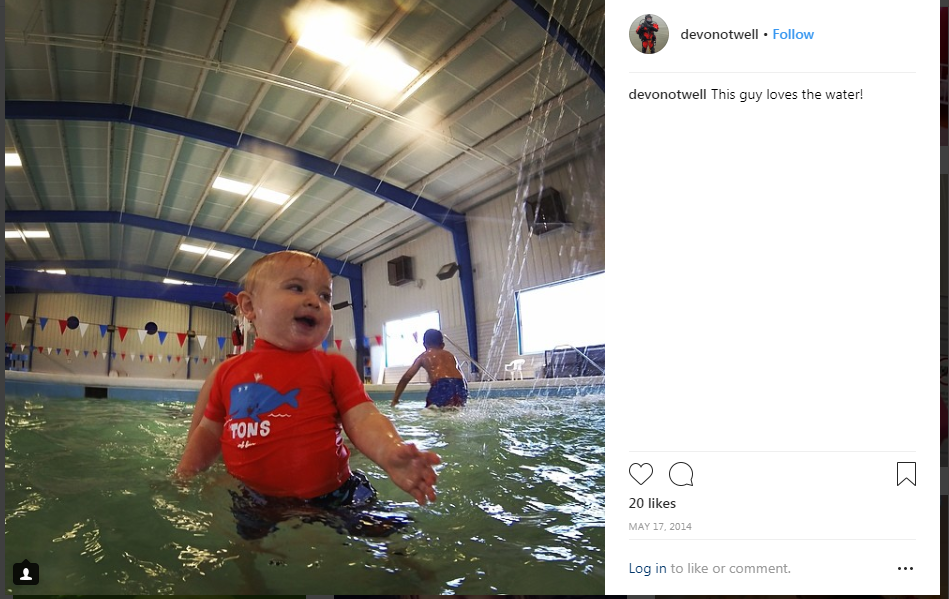 devonotwell • Follow
devonotwell This guy loves the water!
TONS
20 likes
MAY 17, 2014
Log in to like or comment.